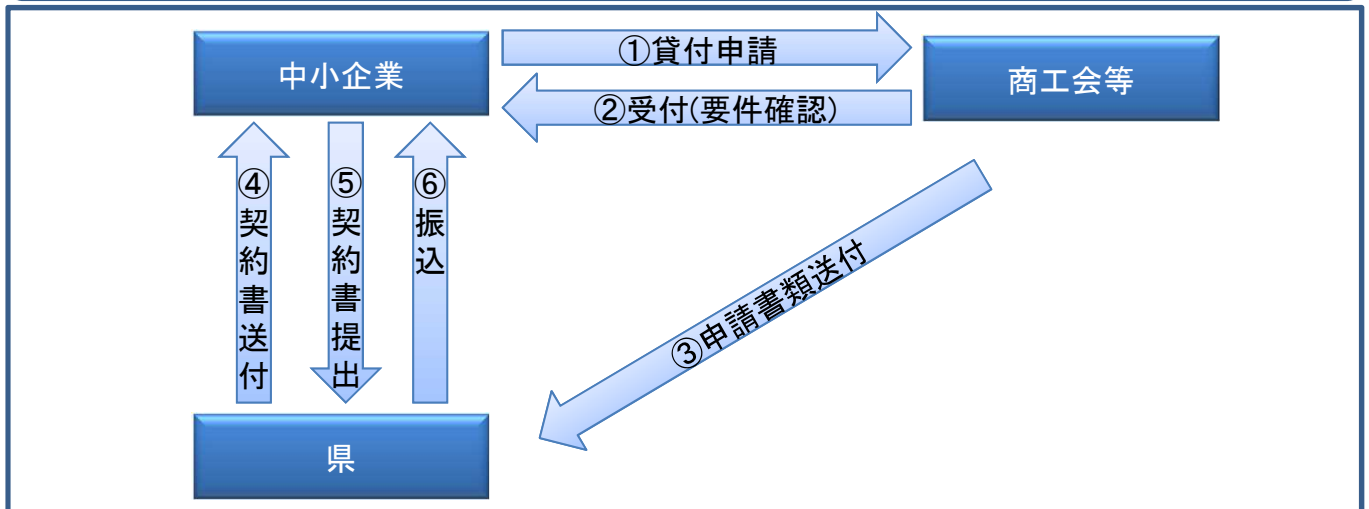 中小企業
①貸付申請
商工会等
②受付(要件確認)
④契約書送付
⑤契約書提出
⑥振込
③申請書類送付
県